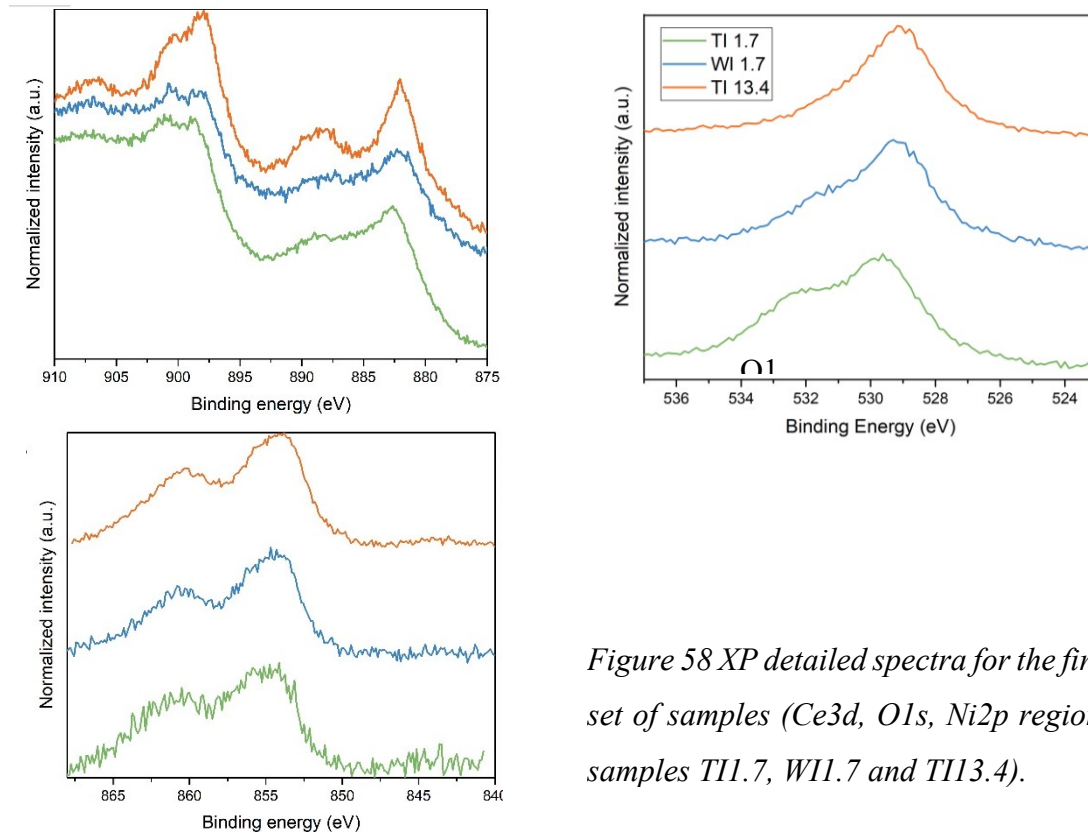 Normalized intensity (a.u.)
910 905 900 895 890 885 880 875
Binding energy (eV)
TI 1.7
WI 1.7
TI 13.4
Normalized intensity (a.u.)
O1
536 534 532 530 528 526 524
Binding Energy (eV)
Normalized intensity (a.u.)
865 860 855 850 845 840
Binding energy (eV)
Figure 58 XP detailed spectra for the fir
set of samples (Ce3d, O1s, Ni2p region
samples TI1.7, WI1.7 and TI13.4).